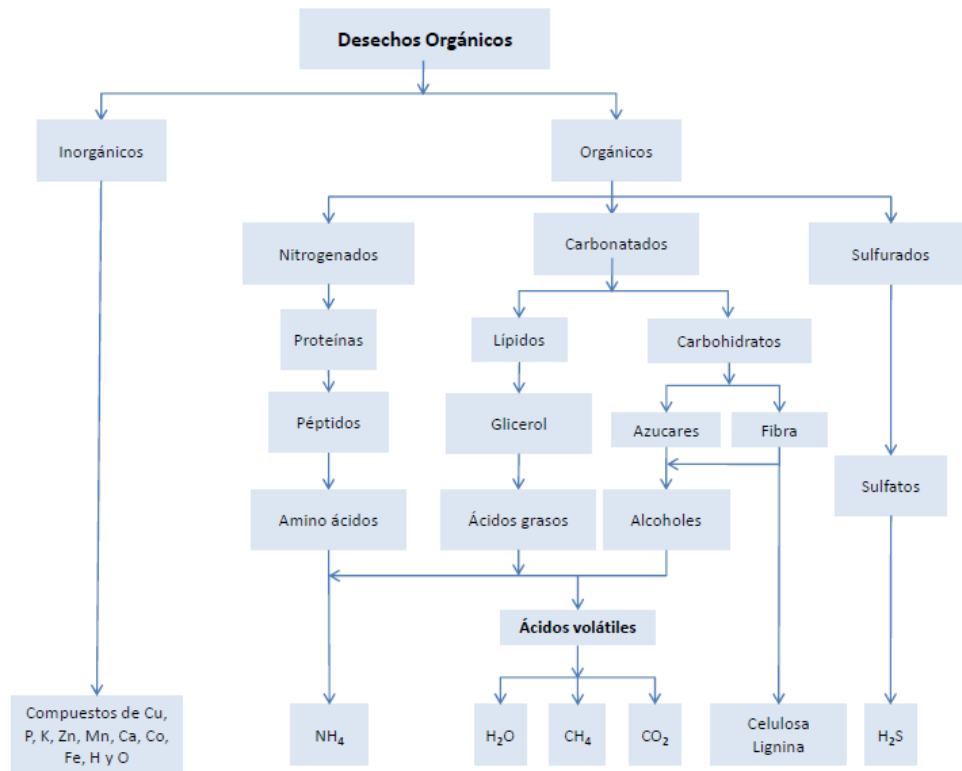 Desechos Orgánicos
Inorgánicos
Orgánicos
Nitrogenados
Carbonatados
Sulfurados
Proteínas
Lípidos
Carbohidratos
Péptidos
Glicerol
Azucares
Fibra
Sulfatos
Amino ácidos
Ácidos grasos
Alcoholes
Ácidos volátiles
Compuestos de Cu,
P, K, Zn, Mn, Ca, Co,
Fe, H y O
NH₄
H₂O
CH₄
CO₂
Celulosa
Lignina
H₂S